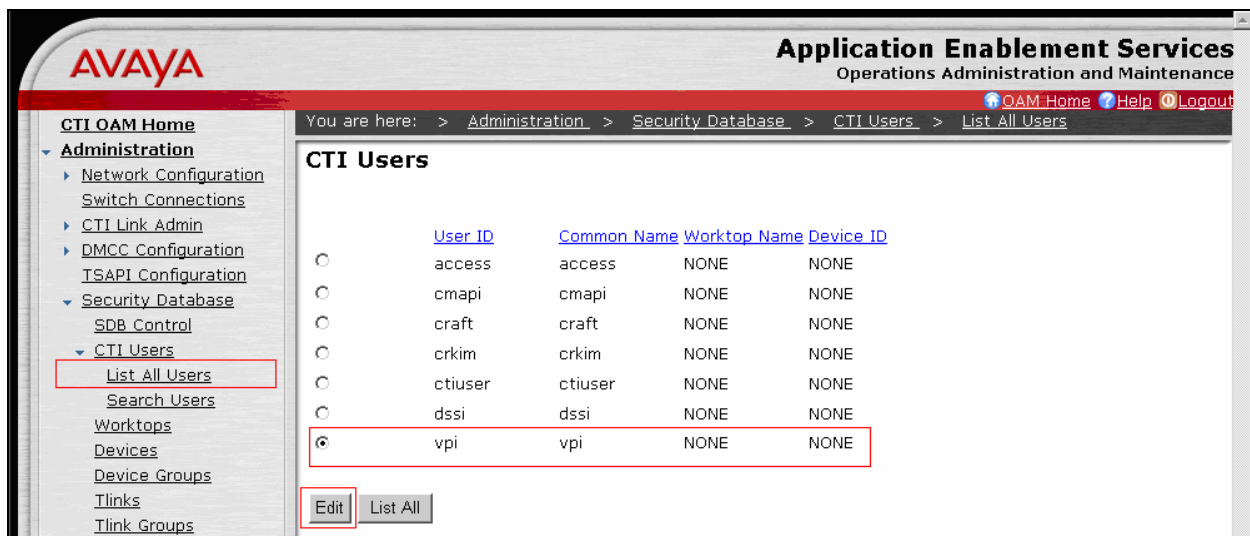 AVAYA
Application Enablement Services
Operations Administration and Maintenance
OAM Home ? Help Logout
CTI OAM Home
Administration
Network Configuration
Switch Connections
CTI Link Admin
DMCC Configuration
TSAPI Configuration
Security Database
SDB Control
CTI Users
List All Users
Search Users
Worktops
Devices
Device Groups
Tlinks
Tlink Groups
You are here: > Administration > Security Database > CTI Users > List All Users
CTI Users
User ID Common Name Worktop Name Device ID
access access NONE NONE
cmapi cmapi NONE NONE
craft craft NONE NONE
crkim crkim NONE NONE
ctiuser ctiuser NONE NONE
dssi dssi NONE NONE
vpi vpi NONE NONE
Edit List All